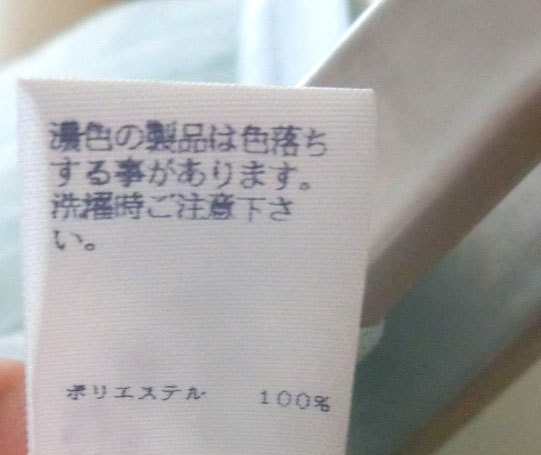 濃色の製品は色落ち
する事があります。
洗濯時ご注意下さ
い。
ポリエステル 100%